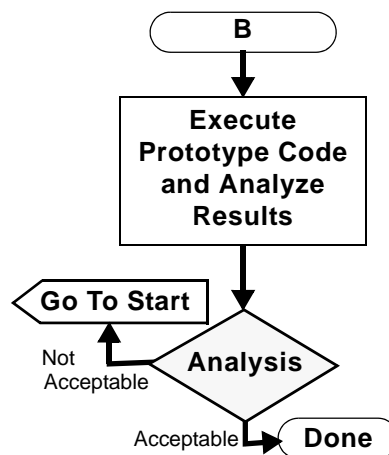 B
Execute
Prototype Code
and Analyze
Results
Go To Start
Not
Acceptable
Analysis
Acceptable
Done